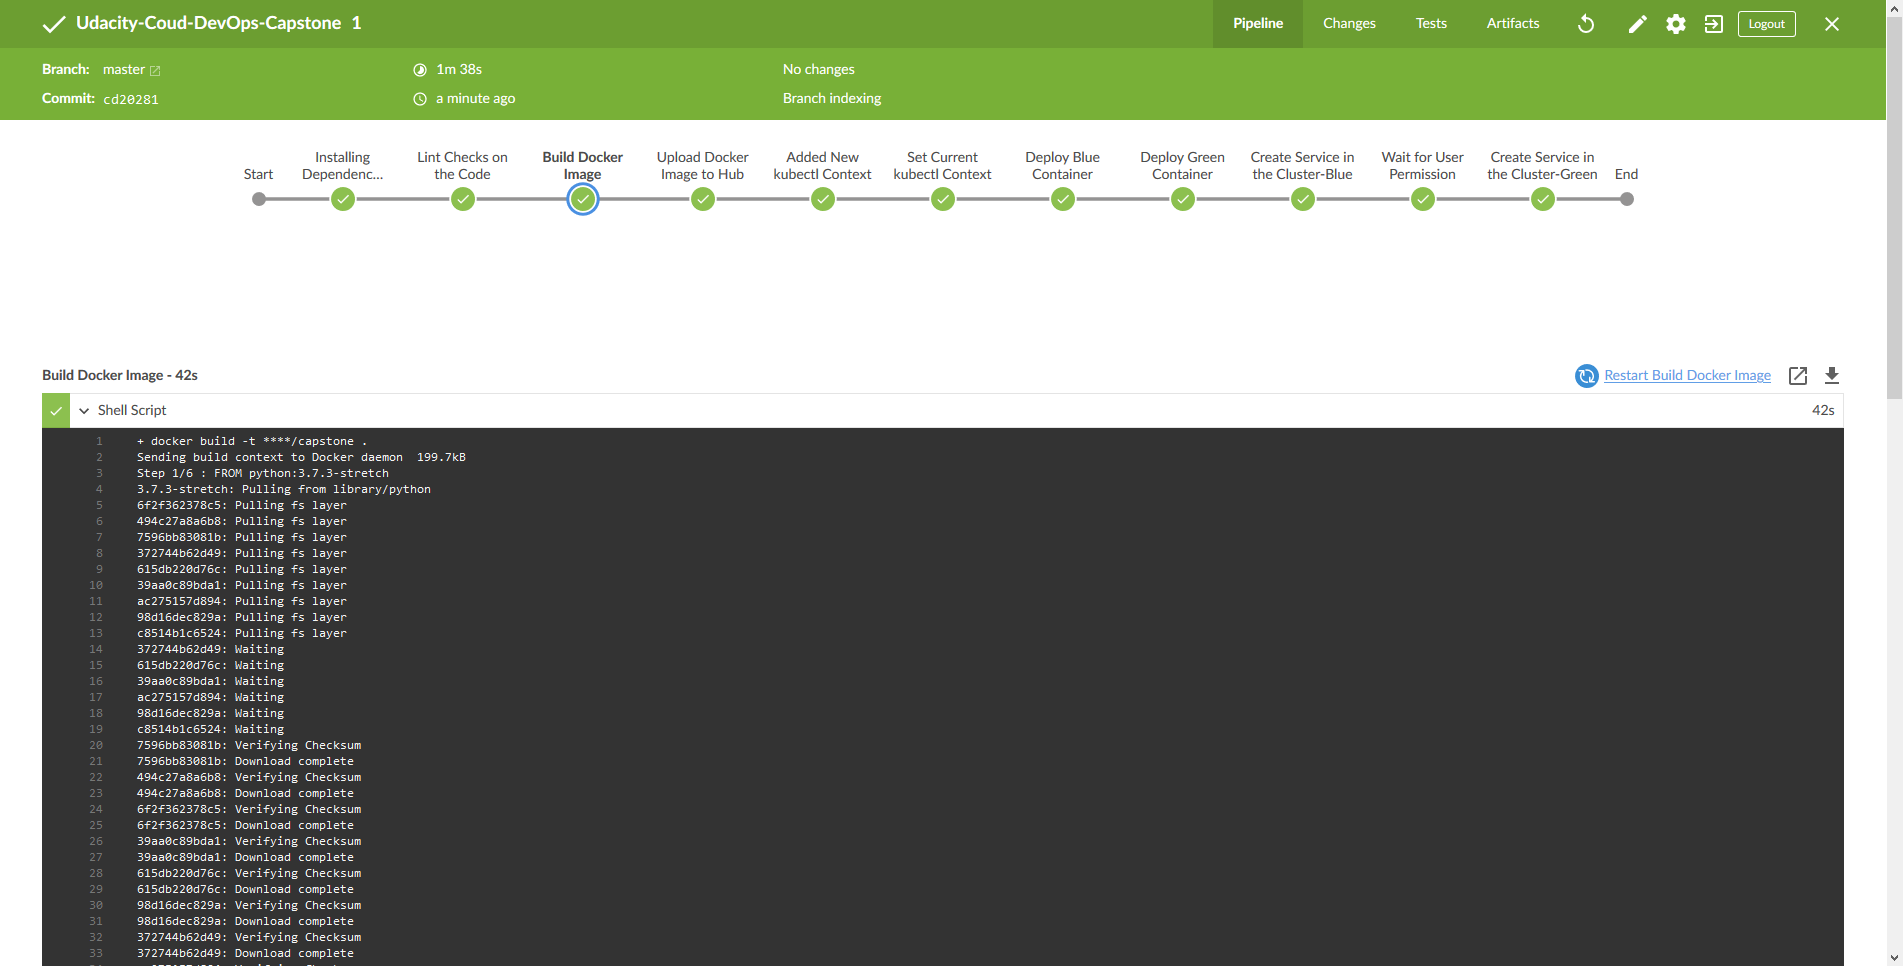 Udacity-Coud-DevOps-Capstone 1
Pipeline Changes Tests Artifacts Logout
Branch: master 1m 38s No changes
Commit: cd20281 a minute ago Branch indexing
Start
Installing Dependenc...
Lint Checks on the Code
Build Docker Image
Upload Docker Image to Hub
Added New kubectl Context
Set Current kubectl Context
Deploy Blue Container
Deploy Green Container
Create Service in the Cluster-Blue
Wait for User Permission
Create Service in the Cluster-Green
End
Build Docker Image - 42s Restart Build Docker Image
Shell Script 42s
1 + docker build -t ****/capstone .
2 Sending build context to Docker daemon 199.7kB
3 Step 1/6 : FROM python:3.7.3-stretch
4 3.7.3-stretch: Pulling from library/python
5 6f2f362378c5: Pulling fs layer
6 494c27a8a6b8: Pulling fs layer
7 7596bb83081b: Pulling fs layer
8 372744b62d49: Pulling fs layer
9 615db220d76c: Pulling fs layer
10 39aa0c89bda1: Pulling fs layer
11 ac275157d894: Pulling fs layer
12 98d16dec829a: Pulling fs layer
13 c8514b1c6524: Pulling fs layer
14 372744b62d49: Waiting
15 615db220d76c: Waiting
16 39aa0c89bda1: Waiting
17 ac275157d894: Waiting
18 98d16dec829a: Waiting
19 c8514b1c6524: Waiting
20 7596bb83081b: Verifying Checksum
21 7596bb83081b: Download complete
22 494c27a8a6b8: Verifying Checksum
23 494c27a8a6b8: Download complete
24 6f2f362378c5: Verifying Checksum
25 6f2f362378c5: Download complete
26 39aa0c89bda1: Verifying Checksum
27 39aa0c89bda1: Download complete
28 615db220d76c: Verifying Checksum
29 615db220d76c: Download complete
30 98d16dec829a: Verifying Checksum
31 98d16dec829a: Download complete
32 372744b62d49: Verifying Checksum
33 372744b62d49: Download complete